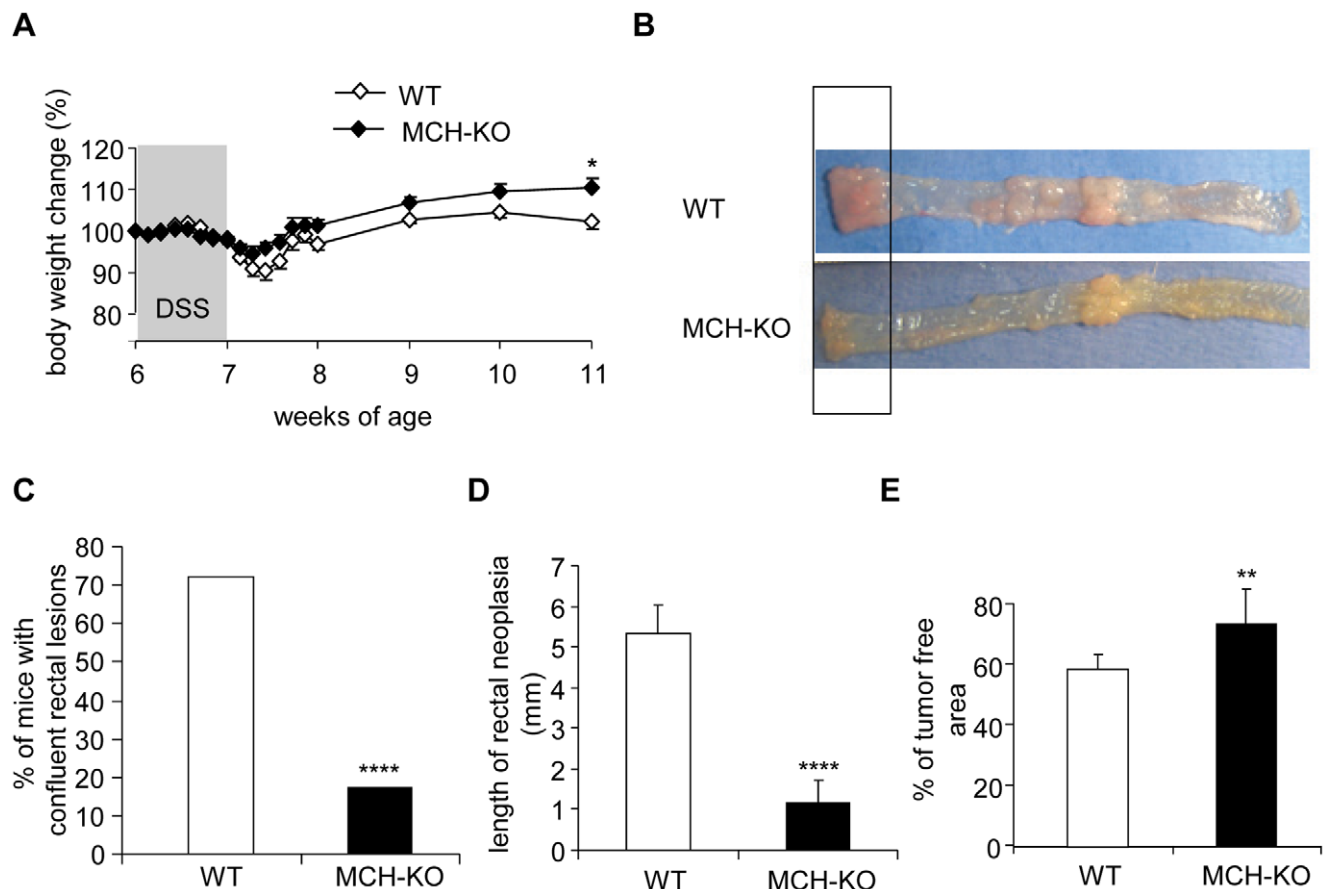 A
WT
MCH-KO
body weight change (%)
120
110
100
90
80
*
DSS
6 7 8 9 10 11
weeks of age
B
WT
MCH-KO
C
% of mice with
confluent rectal lesions
80
70
60
50
40
30
20
10
0
****
WT MCH-KO
D
length of rectal neoplasia
(mm)
7
6
5
4
3
2
1
0
****
WT MCH-KO
E
% of tumor free
area
80
60
40
20
0
**
WT MCH-KO